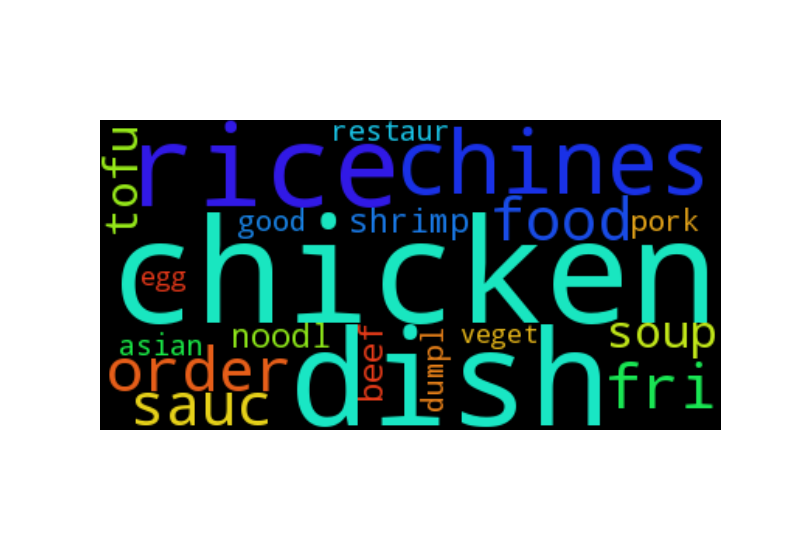 tofu
rice
restaur
chines
good
shrimp
food
pork
chicken
egg
asian
noodl
beef
dumpl
veget
soup
order
dish
fri
sauc